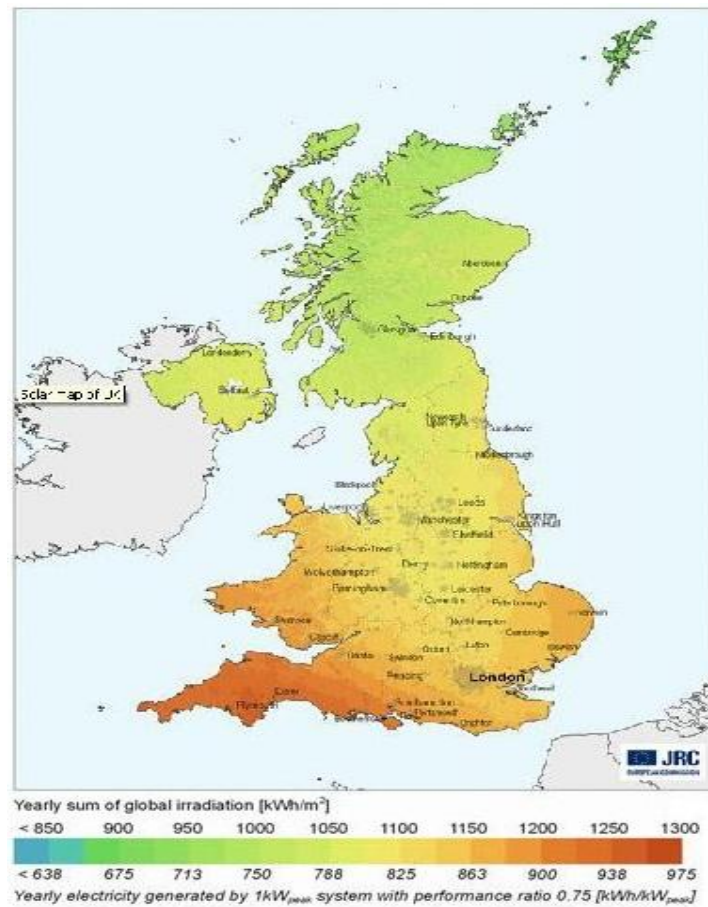 Aberdeen
Dundee
Glasgow
Edinburgh
Londonderry
Belfast
Solar map of UK
Newcastle
Upon Tyne
Sunderland
Middlesbrough
Blackpool
Leeds
Liverpool
Manchester
Kingston
upon Hull
Sheffield
Stoke-on-Trent
Derby
Nottingham
Wolverhampton
Birmingham
Leicester
Coventry
Peterborough
Northampton
Cambridge
Swansea
Cardiff
Bristol
Swindon
Oxford
Luton
Reading
London
Exeter
Southampton
Plymouth
Bournemouth
Portsmouth
Brighton
JRC
EUROPEAN COMMISSION
Yearly sum of global irradiation [kWh/m²]
< 850 900 950 1000 1050 1100 1150 1200 1250 1300
< 638 675 713 750 788 825 863 900 938 975
Yearly electricity generated by 1kWpeak system with performance ratio 0.75 [kWh/kWpeak]